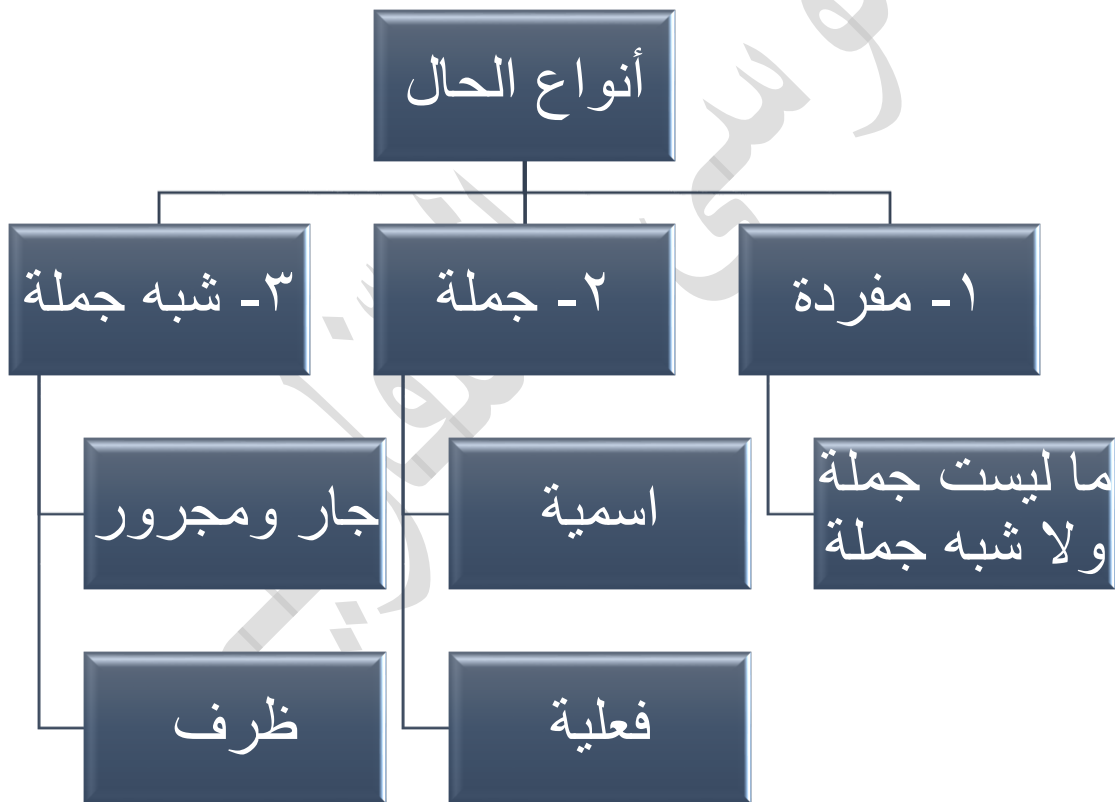 أنواع الحال
١- مفردة
٢- جملة
٣- شبه جملة
ما ليست جملة
ولا شبه جملة
اسمية
فعلية
جار ومجرور
ظرف